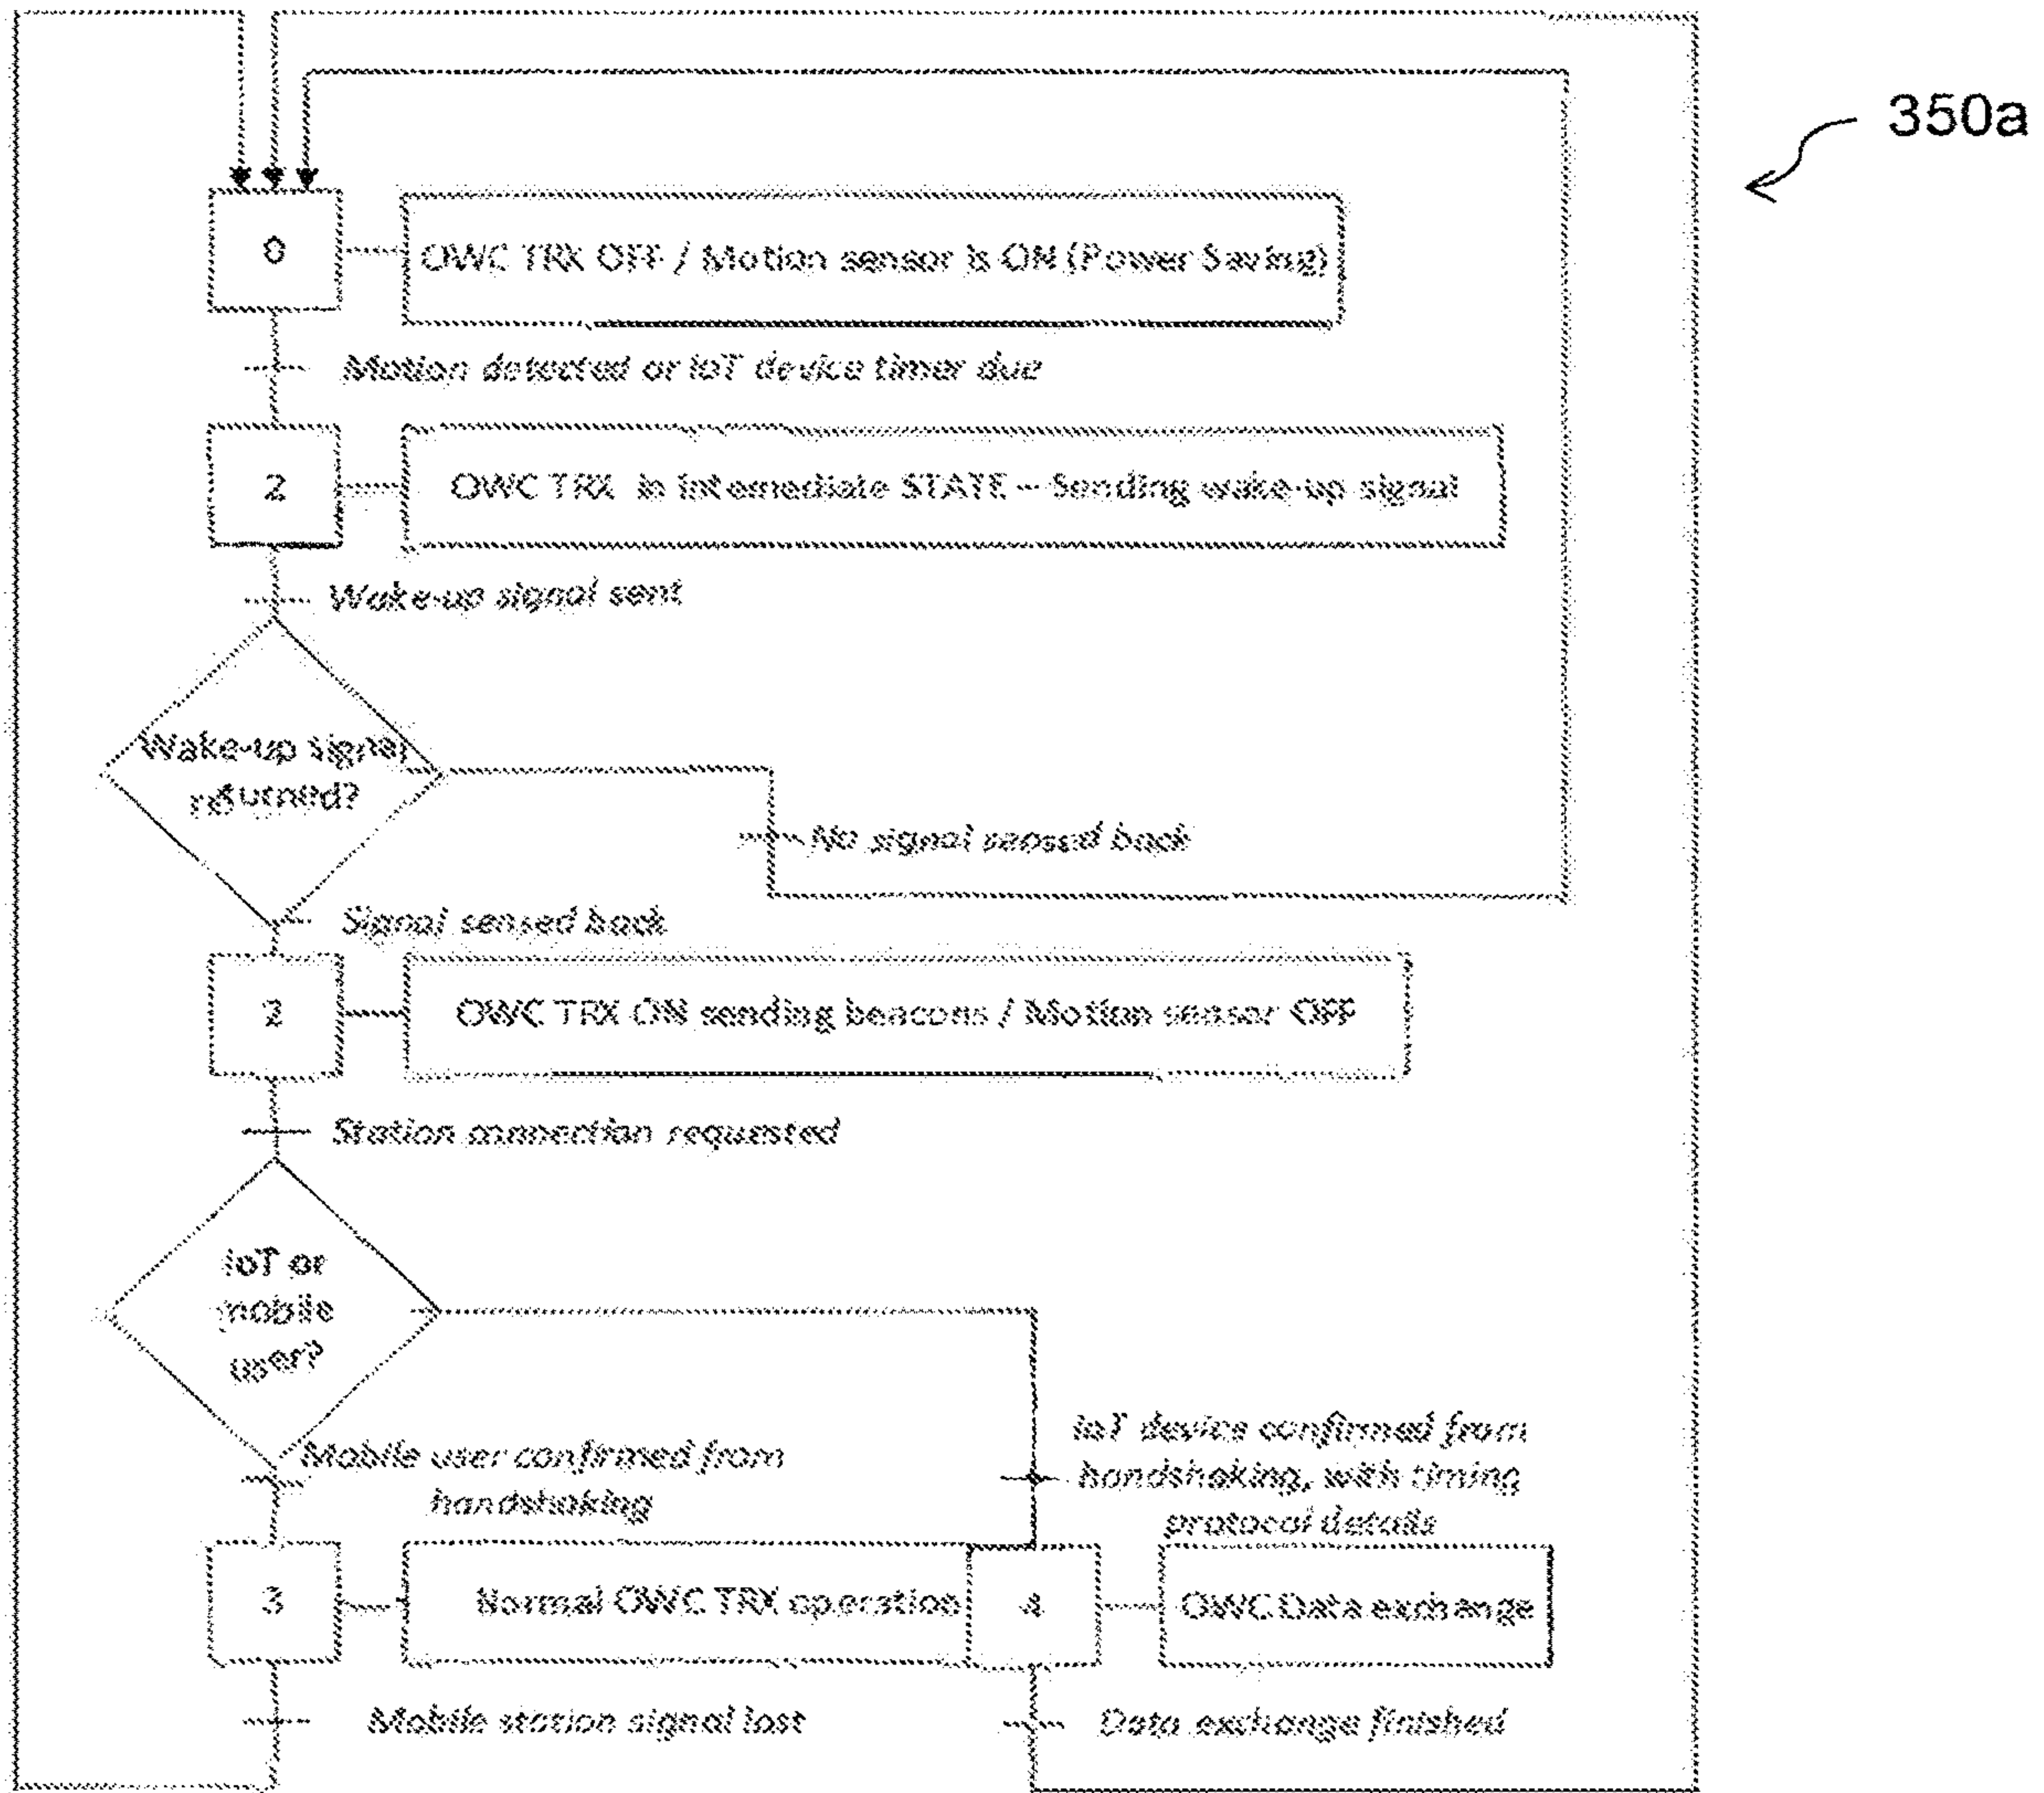 350a
0
OWC TRX OFF / Motion sensor is ON (Power Saving)
Motion detected or IoT device timer due
2
OWC TRX in Intemediate STATE – Sending wake-up signal
Wake-up signal sent
Wake-up signal
returned?
No signal sensed back
Signal sensed back
2
OWC TRX ON sending beacons / Motion sensor OFF
Station connection requested
IoT or
mobile
user?
Mobile user confirmed from
handshaking
IoT device confirmed from
handshaking, with timing
protocol details
3
Normal OWC TRX operation
4
OWC Data exchange
Mobile station signal lost
Data exchange finished